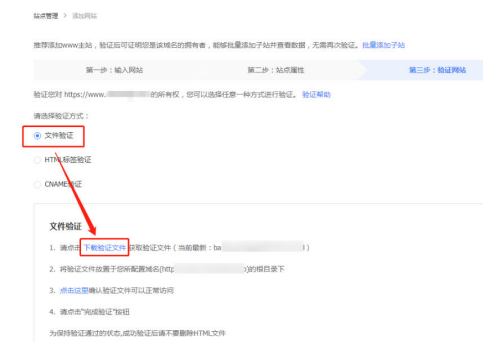 站点管理 > 添加网站
推荐添加www主站，验证后可证明您是该域名的拥有者，能够批量添加子站并查看数据，无需再次验证。批量添加子站
第一步：输入网站 第二步：站点属性 第三步：验证网站
验证您对 https://www. 的所有权，您可以选择任意一种方式进行验证。 验证帮助
请选择验证方式：
文件验证
HTML标签验证
CNAME验证
文件验证
1. 请点击 下载验证文件 获取验证文件（当前最新：ba l）
2. 将验证文件放置于您所配置域名(http )的根目录下
3. 点击这里确认验证文件可以正常访问
4. 请点击"完成验证"按钮
为保持验证通过的状态,成功验证后请不要删除HTML文件